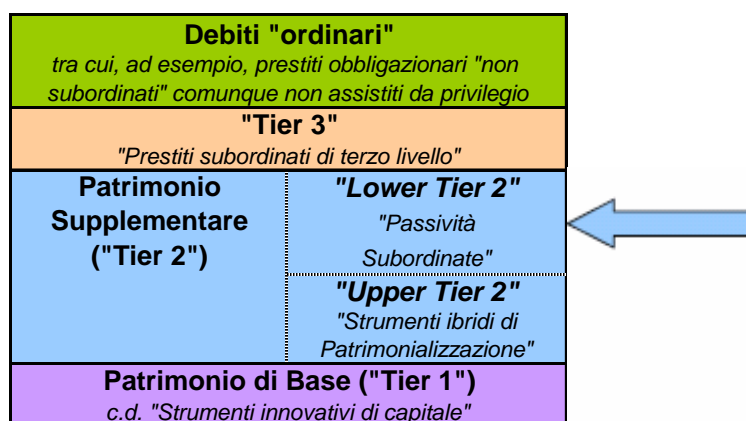 Debiti "ordinari"
tra cui, ad esempio, prestiti obbligazionari "non
subordinati" comunque non assistiti da privilegio
"Tier 3"
"Prestiti subordinati di terzo livello"
Patrimonio
Supplementare
("Tier 2")
"Lower Tier 2"
"Passività
Subordinate"
"Upper Tier 2"
"Strumenti ibridi di
Patrimonializzazione"
Patrimonio di Base ("Tier 1")
c.d. "Strumenti innovativi di capitale"